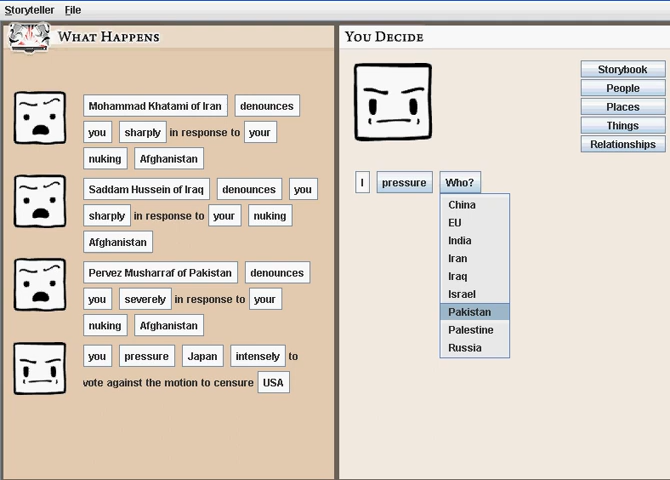 Storyteller File
What Happens
Mohammad Khatami of Iran denounces
you sharply in response to your
nuking Afghanistan
Saddam Hussein of Iraq denounces you
sharply in response to your nuking
Afghanistan
Pervez Musharraf of Pakistan denounces
you severely in response to your
nuking Afghanistan
you pressure Japan intensely to
vote against the motion to censure USA
You Decide
Storybook
People
Places
Things
Relationships
I pressure Who?
China
EU
India
Iran
Iraq
Israel
Pakistan
Palestine
Russia